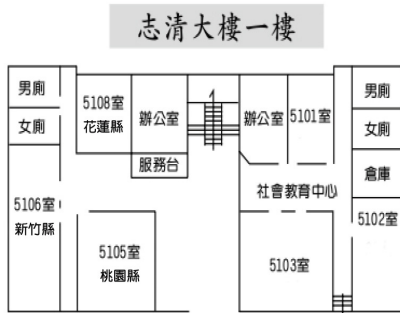 志清大樓一樓
男廁
女廁
5106室
新竹縣
5108室
花蓮縣
辦公室
服務台
5105室
桃園縣
辦公室
5101室
社會教育中心
5103室
男廁
女廁
倉庫
5102室